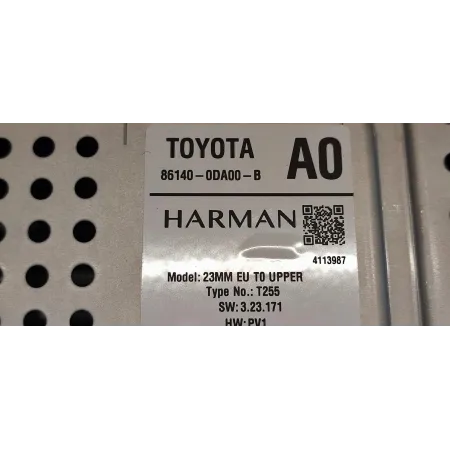 TOYOTA A0
86140-0DA00-B
HARMAN
4113987
Model: 23MM EU TO UPPER
Type No.: T255
SW: 3.23.171
HW: PV1